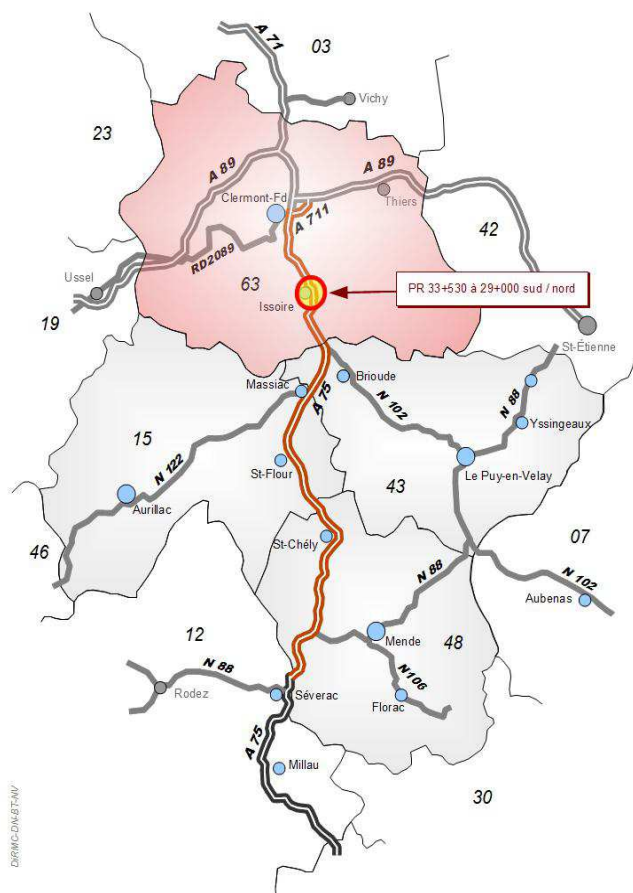 A 71
03
Vichy
23
A 89
A 89
Clermont-Fd
Thiers
A 711
42
RD2089
63
Ussel
Issoire
PR 33+530 à 29+000 sud / nord
19
St-Étienne
Massiac
Brioude
A 75
N 102
N 88
Yssingeaux
15
N 122
St-Flour
Le Puy-en-Velay
43
Aurillac
St-Chély
07
46
N 88
N 102
Aubenas
12
Mende
48
N 88
N106
Rodez
Séverac
Florac
A 75
Millau
30
DIRMC-DN-BT-NV